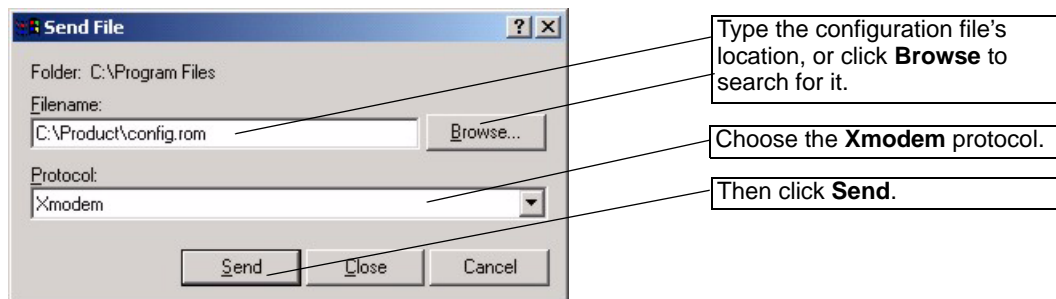 Send File
Folder: C:\Program Files
Filename:
C:\Product\config.rom
Browse...
Protocol:
Xmodem
Send
Close
Cancel
Type the configuration file's
location, or click Browse to
search for it.
Choose the Xmodem protocol.
Then click Send.